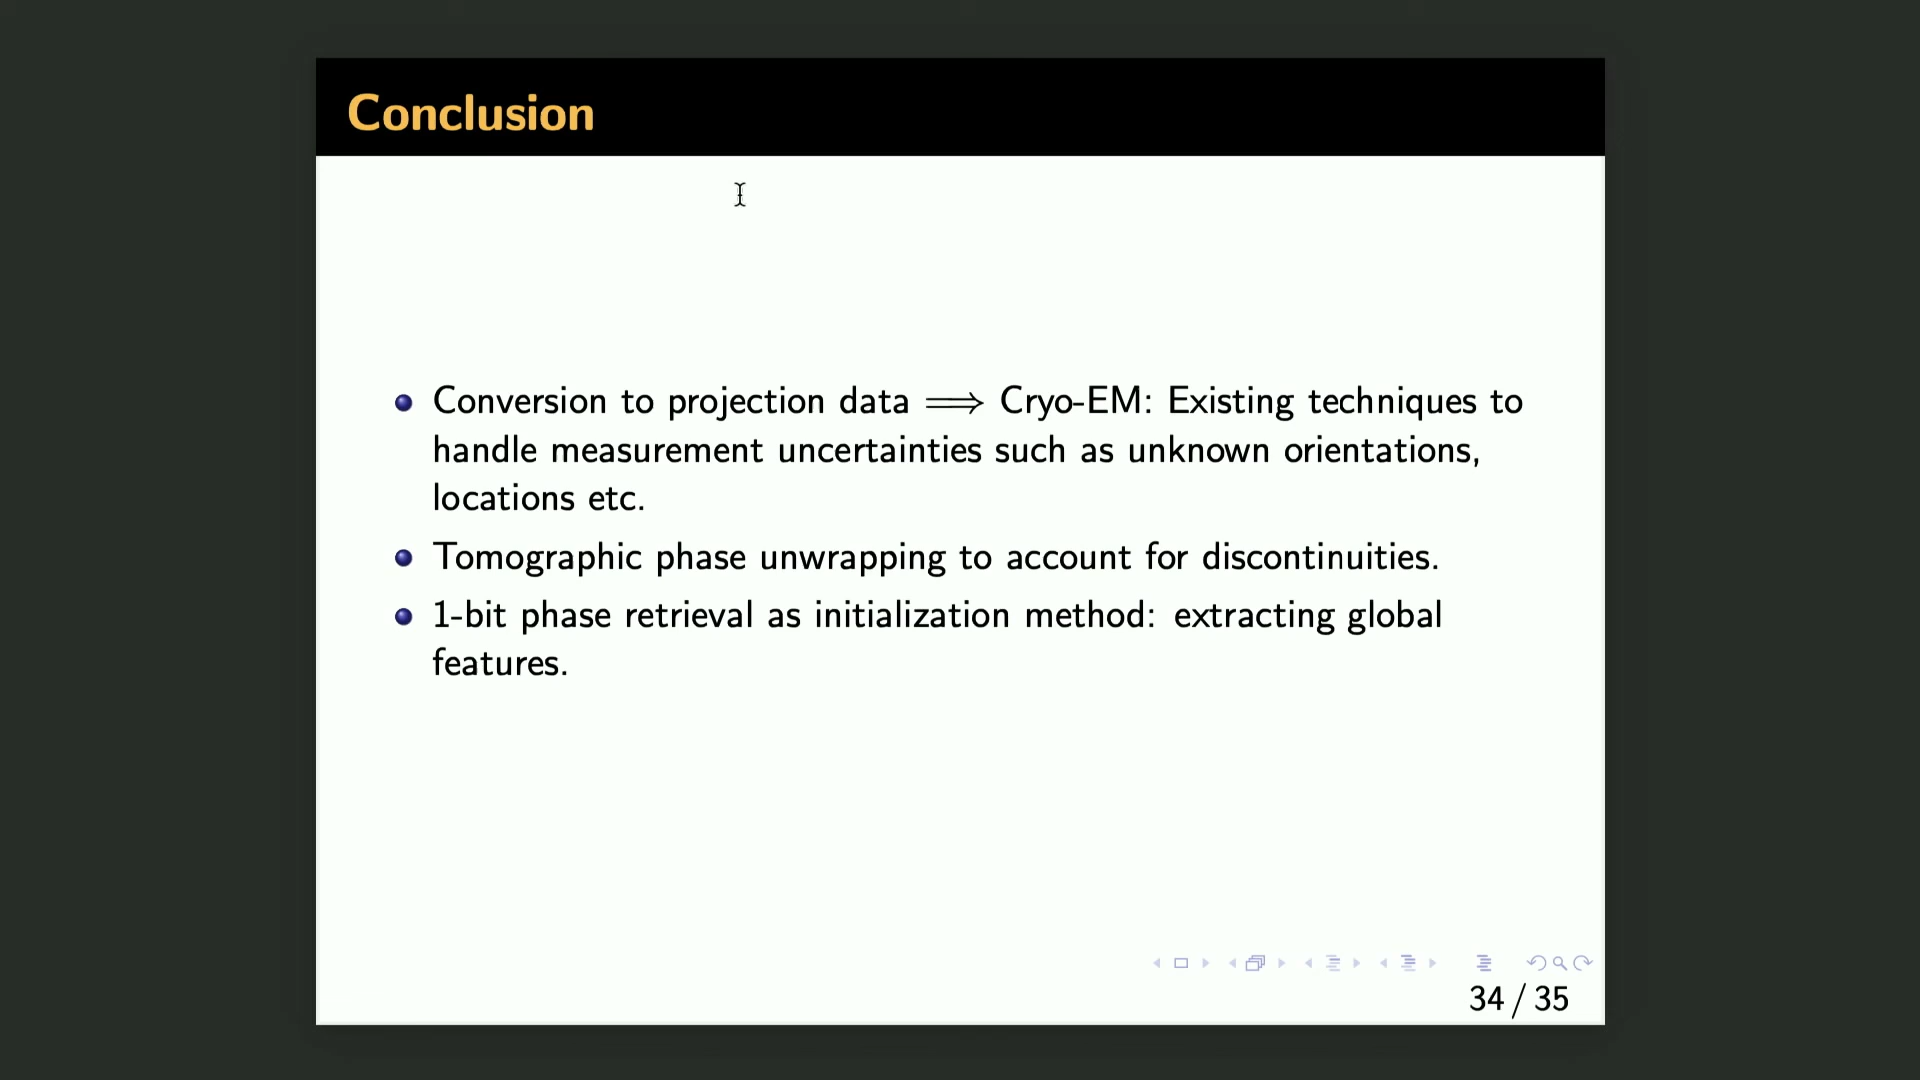 Conclusion
Conversion to projection data ⟹ Cryo-EM: Existing techniques to
handle measurement uncertainties such as unknown orientations,
locations etc.
Tomographic phase unwrapping to account for discontinuities.
1-bit phase retrieval as initialization method: extracting global
features.
34 / 35